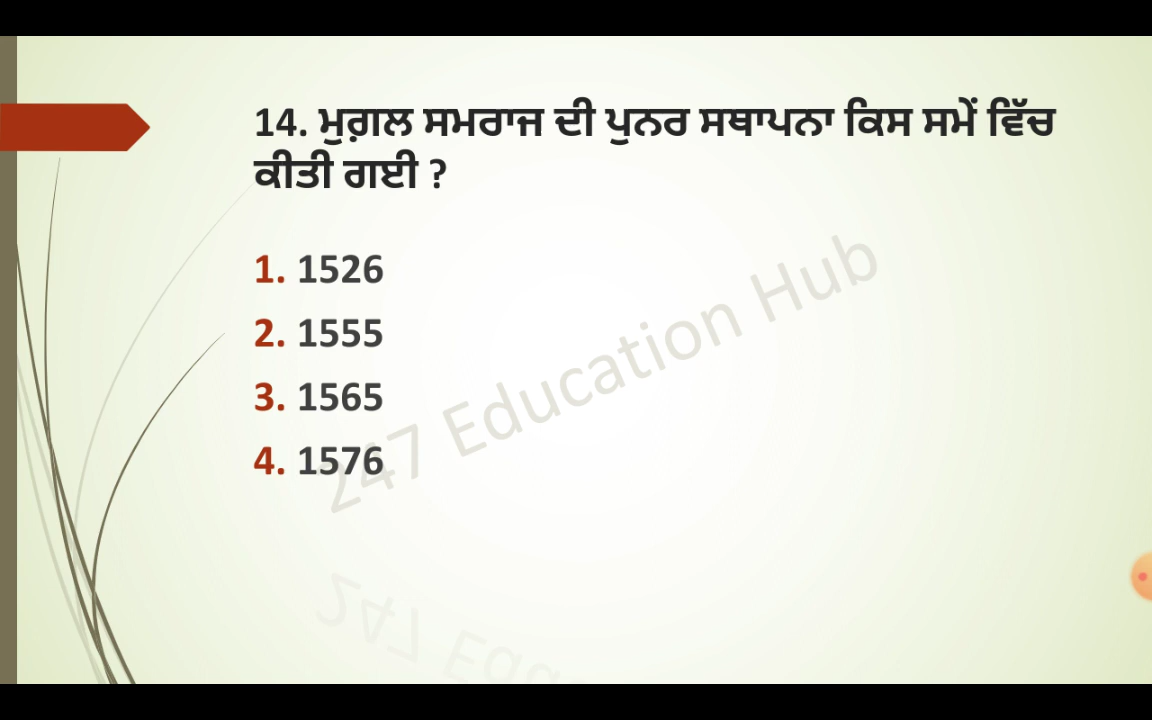 14. ਮੁਗ਼ਲ ਸਮਰਾਜ ਦੀ ਪੁਨਰ ਸਥਾਪਨਾ ਕਿਸ ਸਮੇਂ ਵਿੱਚ
ਕੀਤੀ ਗਈ ?
1. 1526
2. 1555
3. 1565
4. 1576
247 Education Hub